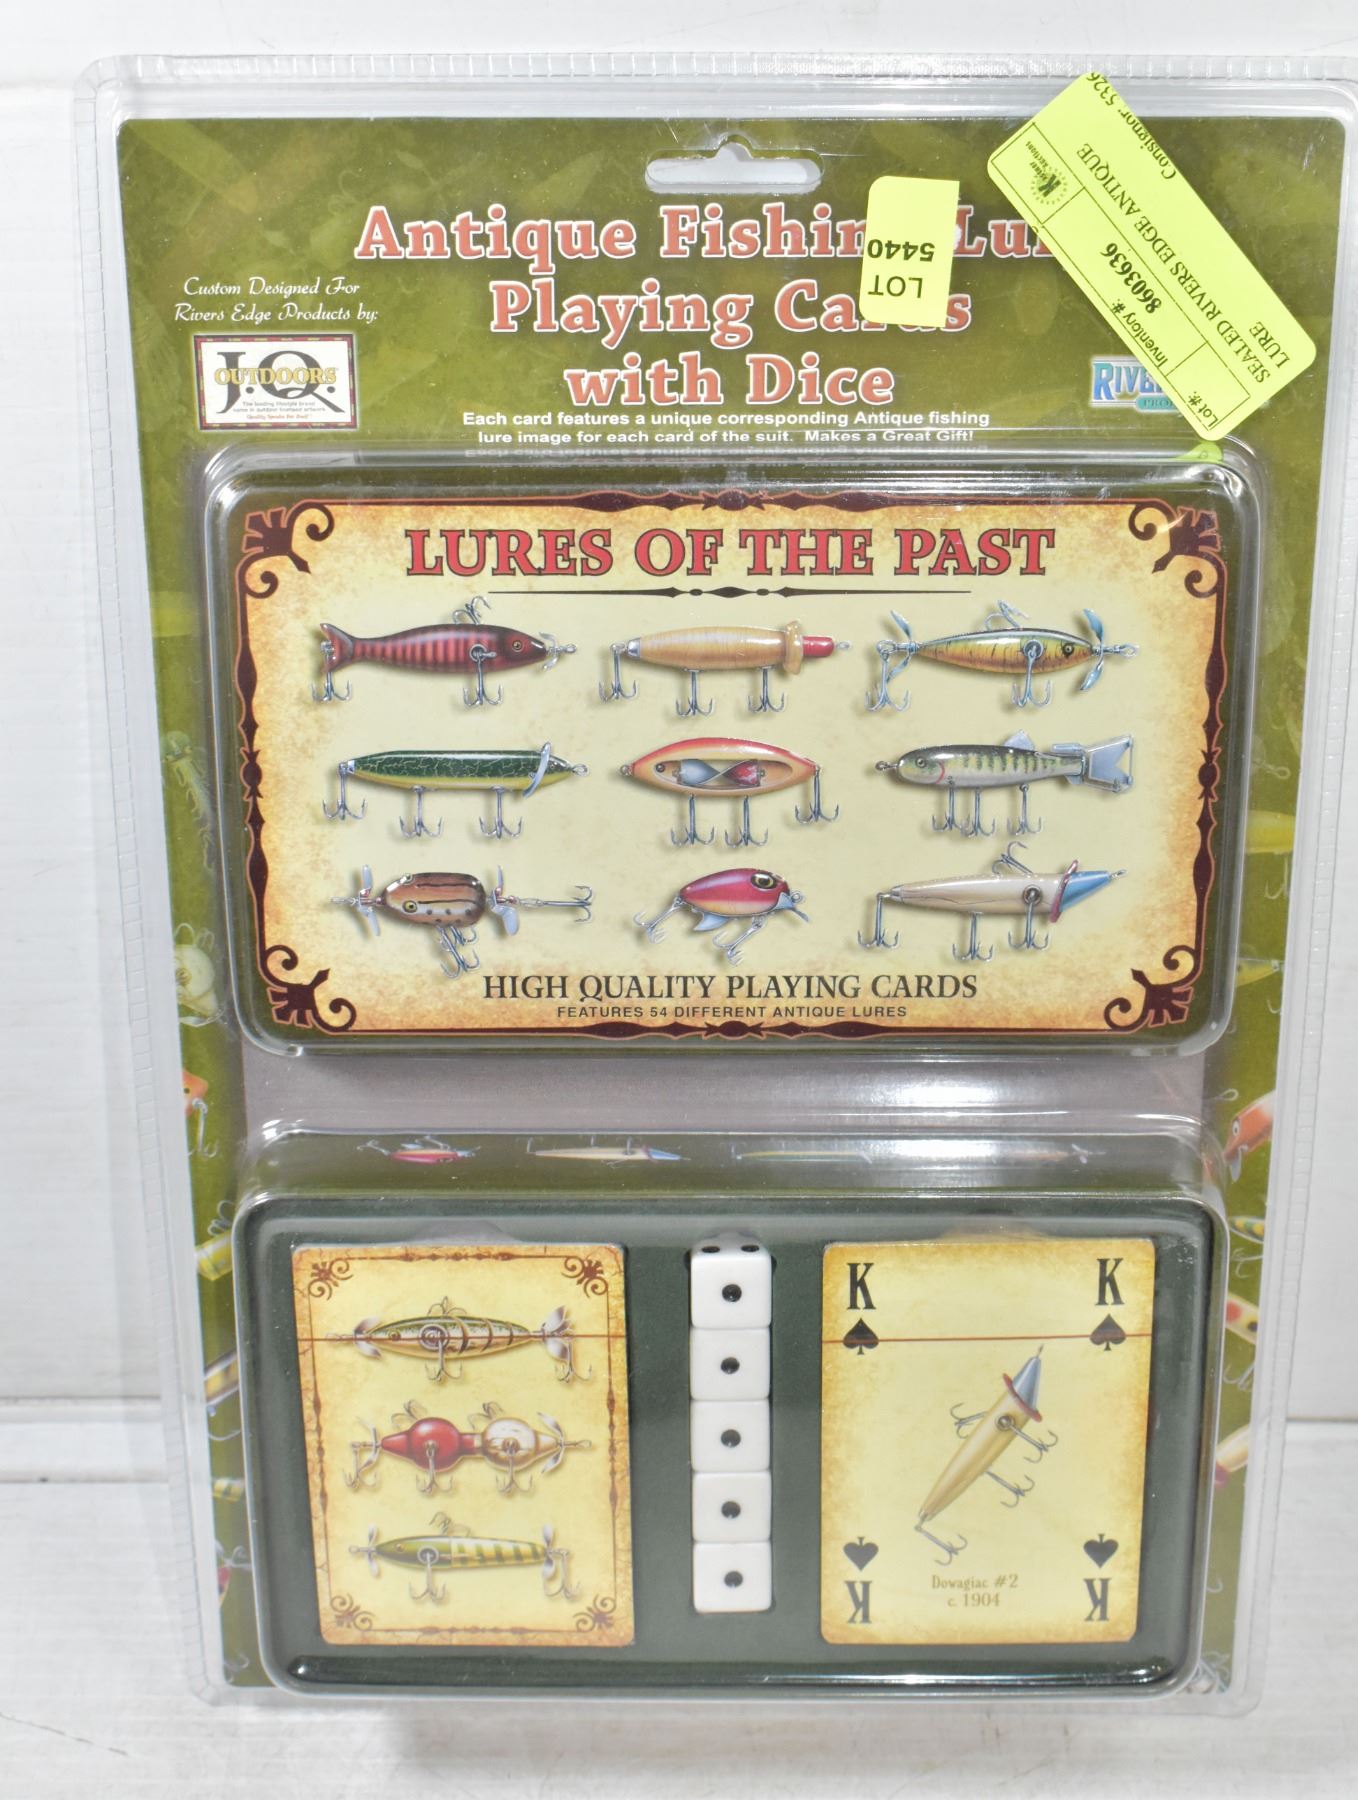 Antique Fishin Lu
Playing Ca ds
with Dice
Each card features a unique corresponding Antique fishing
lure image for each card of the suit. Makes a Great Gift!
Custom Designed For
Rivers Edge Products by:
J.Q.
OUTDOORS
LOT
5440
Consignor: 5326
SEALED RIVERS EDGE ANTIQUE
LURE
Inventory #:
8603636
Lot #:
RIVE
LURES OF THE PAST
HIGH QUALITY PLAYING CARDS
FEATURES 54 DIFFERENT ANTIQUE LURES
K K
Dowagiac #2
c. 1904
K K